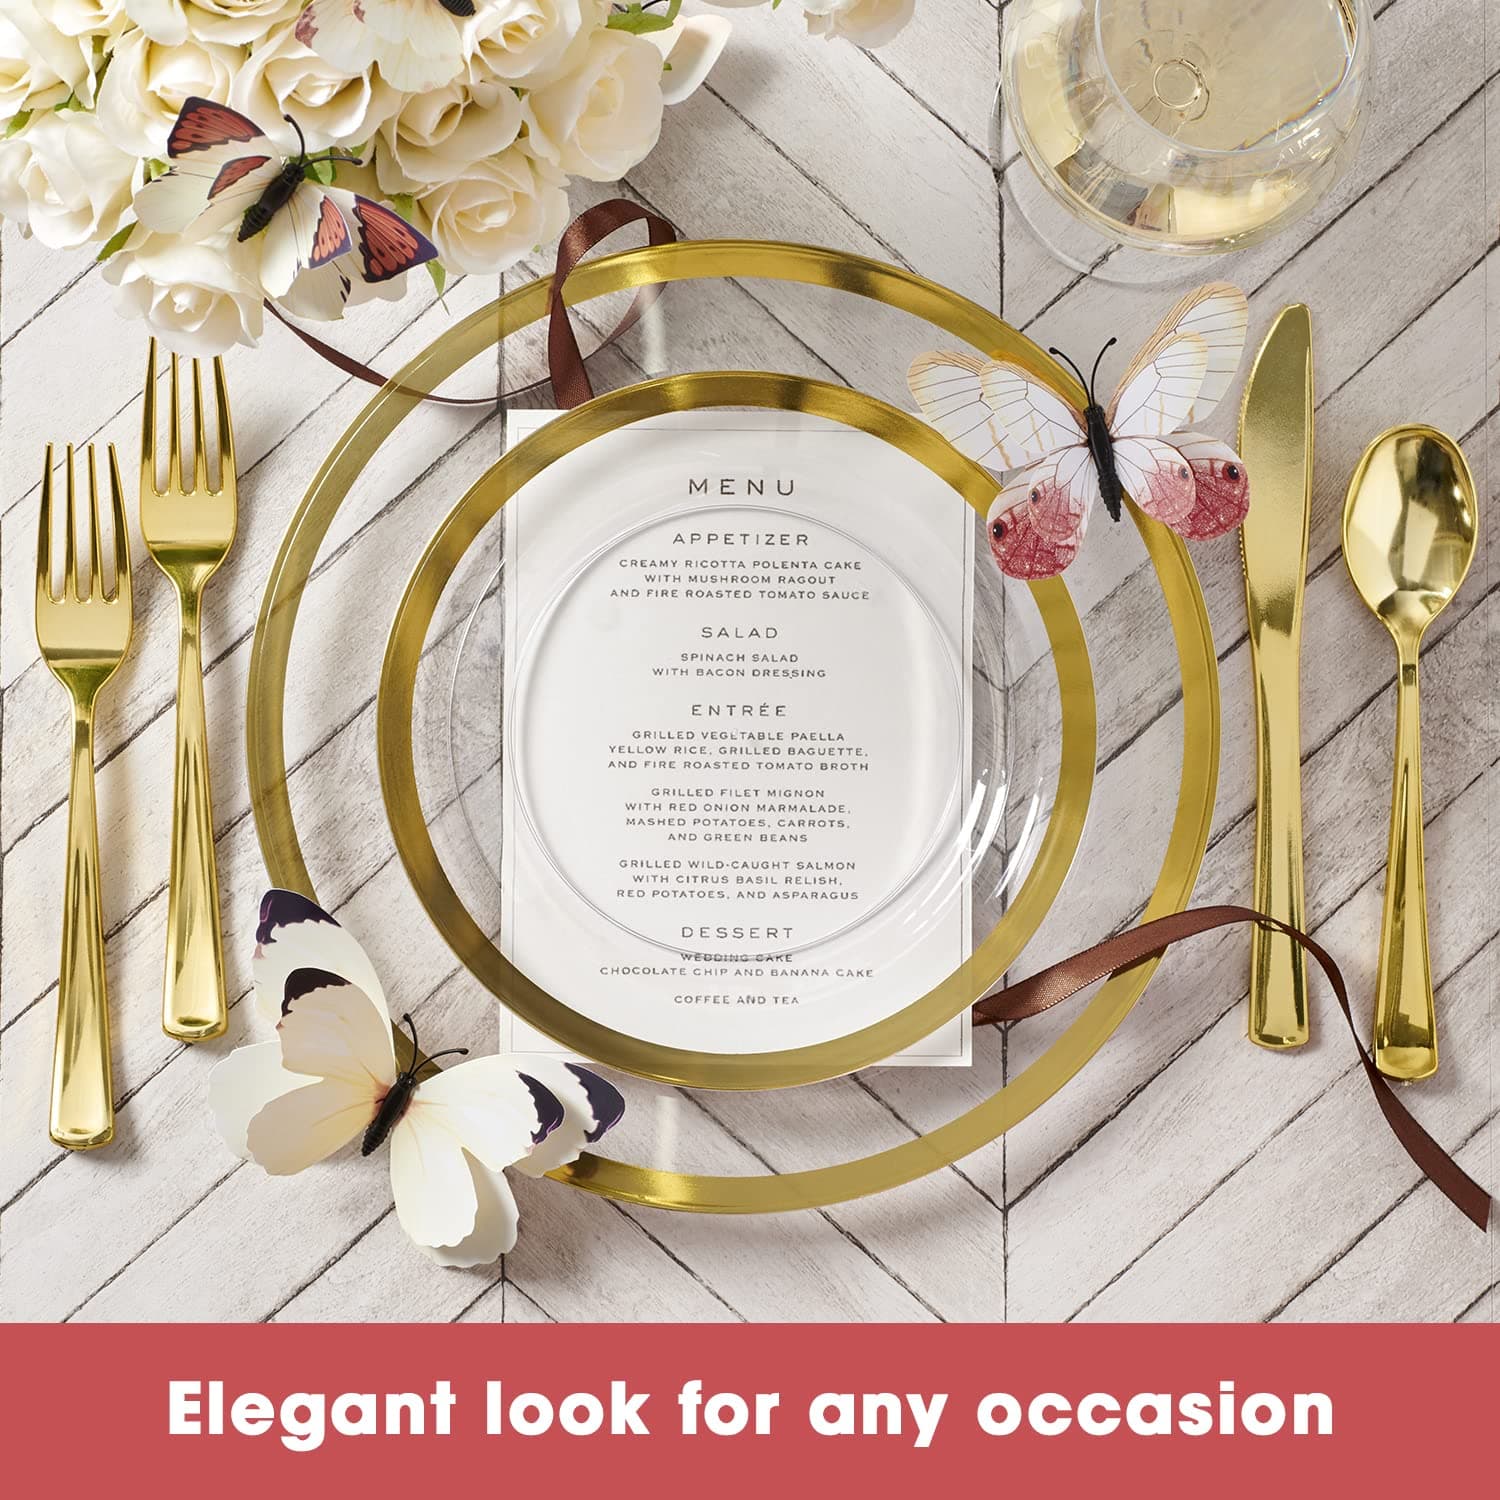 MENU
APPETIZER
CREAMY RICOTTA POLENTA CAKE
WITH MUSHROOM RAGOUT
AND FIRE ROASTED TOMATO SAUCE
SALAD
SPINACH SALAD
WITH BACON DRESSING
ENTRÉE
GRILLED VEGETABLE PAELLA
YELLOW RICE, GRILLED BAGUETTE,
AND FIRE ROASTED TOMATO BROTH
GRILLED FILET MIGNON
WITH RED ONION MARMALADE,
MASHED POTATOES, CARROTS,
AND GREEN BEANS
GRILLED WILD-CAUGHT SALMON
WITH CITRUS BASIL RELISH,
RED POTATOES, AND ASPARAGUS
DESSERT
WEDDING CAKE
CHOCOLATE CHIP AND BANANA CAKE
COFFEE AND TEA
Elegant look for any occasion